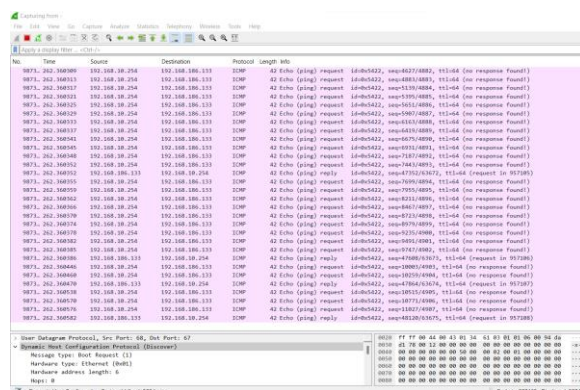 Capturing from -
File Edit View Go Capture Analyze Statistics Telephony Wireless Tools Help
Apply a display filter ... <Ctrl-/>
No. Time Source Destination Protocol Length Info
9873… 262.360309 192.168.10.254 192.168.186.133 ICMP 42 Echo (ping) request id=0x5422, seq=4627/4882, ttl=64 (no response found!)
9873… 262.360313 192.168.10.254 192.168.186.133 ICMP 42 Echo (ping) request id=0x5422, seq=4883/4883, ttl=64 (no response found!)
9873… 262.360317 192.168.10.254 192.168.186.133 ICMP 42 Echo (ping) request id=0x5422, seq=5139/4884, ttl=64 (no response found!)
9873… 262.360321 192.168.10.254 192.168.186.133 ICMP 42 Echo (ping) request id=0x5422, seq=5395/4885, ttl=64 (no response found!)
9873… 262.360325 192.168.10.254 192.168.186.133 ICMP 42 Echo (ping) request id=0x5422, seq=5651/4886, ttl=64 (no response found!)
9873… 262.360329 192.168.10.254 192.168.186.133 ICMP 42 Echo (ping) request id=0x5422, seq=5907/4887, ttl=64 (no response found!)
9873… 262.360333 192.168.10.254 192.168.186.133 ICMP 42 Echo (ping) request id=0x5422, seq=6163/4888, ttl=64 (no response found!)
9873… 262.360337 192.168.10.254 192.168.186.133 ICMP 42 Echo (ping) request id=0x5422, seq=6419/4889, ttl=64 (no response found!)
9873… 262.360341 192.168.10.254 192.168.186.133 ICMP 42 Echo (ping) request id=0x5422, seq=6675/4890, ttl=64 (no response found!)
9873… 262.360345 192.168.10.254 192.168.186.133 ICMP 42 Echo (ping) request id=0x5422, seq=6931/4891, ttl=64 (no response found!)
9873… 262.360348 192.168.10.254 192.168.186.133 ICMP 42 Echo (ping) request id=0x5422, seq=7187/4892, ttl=64 (no response found!)
9873… 262.360352 192.168.10.254 192.168.186.133 ICMP 42 Echo (ping) request id=0x5422, seq=7443/4893, ttl=64 (no response found!)
9873… 262.360352 192.168.186.133 192.168.10.254 ICMP 42 Echo (ping) reply id=0x5422, seq=47352/63672, ttl=64 (request in 957105)
9873… 262.360355 192.168.10.254 192.168.186.133 ICMP 42 Echo (ping) request id=0x5422, seq=7699/4894, ttl=64 (no response found!)
9873… 262.360359 192.168.10.254 192.168.186.133 ICMP 42 Echo (ping) request id=0x5422, seq=7955/4895, ttl=64 (no response found!)
9873… 262.360362 192.168.10.254 192.168.186.133 ICMP 42 Echo (ping) request id=0x5422, seq=8211/4896, ttl=64 (no response found!)
9873… 262.360366 192.168.10.254 192.168.186.133 ICMP 42 Echo (ping) request id=0x5422, seq=8467/4897, ttl=64 (no response found!)
9873… 262.360370 192.168.10.254 192.168.186.133 ICMP 42 Echo (ping) request id=0x5422, seq=8723/4898, ttl=64 (no response found!)
9873… 262.360374 192.168.10.254 192.168.186.133 ICMP 42 Echo (ping) request id=0x5422, seq=8979/4899, ttl=64 (no response found!)
9873… 262.360378 192.168.10.254 192.168.186.133 ICMP 42 Echo (ping) request id=0x5422, seq=9235/4900, ttl=64 (no response found!)
9873… 262.360382 192.168.10.254 192.168.186.133 ICMP 42 Echo (ping) request id=0x5422, seq=9491/4901, ttl=64 (no response found!)
9873… 262.360385 192.168.10.254 192.168.186.133 ICMP 42 Echo (ping) request id=0x5422, seq=9747/4902, ttl=64 (no response found!)
9873… 262.360386 192.168.186.133 192.168.10.254 ICMP 42 Echo (ping) reply id=0x5422, seq=47608/63673, ttl=64 (request in 957106)
9873… 262.360446 192.168.10.254 192.168.186.133 ICMP 42 Echo (ping) request id=0x5422, seq=10003/4903, ttl=64 (no response found!)
9873… 262.360460 192.168.10.254 192.168.186.133 ICMP 42 Echo (ping) request id=0x5422, seq=10259/4904, ttl=64 (no response found!)
9873… 262.360470 192.168.186.133 192.168.10.254 ICMP 42 Echo (ping) reply id=0x5422, seq=47864/63674, ttl=64 (request in 957107)
9873… 262.360538 192.168.10.254 192.168.186.133 ICMP 42 Echo (ping) request id=0x5422, seq=10515/4905, ttl=64 (no response found!)
9873… 262.360570 192.168.10.254 192.168.186.133 ICMP 42 Echo (ping) request id=0x5422, seq=10771/4906, ttl=64 (no response found!)
9873… 262.360576 192.168.10.254 192.168.186.133 ICMP 42 Echo (ping) request id=0x5422, seq=11027/4907, ttl=64 (no response found!)
9873… 262.360582 192.168.186.133 192.168.10.254 ICMP 42 Echo (ping) reply id=0x5422, seq=48120/63675, ttl=64 (request in 957108)
User Datagram Protocol, Src Port: 68, Dst Port: 67
Dynamic Host Configuration Protocol (Discover)
Message type: Boot Request (1)
Hardware type: Ethernet (0x01)
Hardware address length: 6
Hops: 0